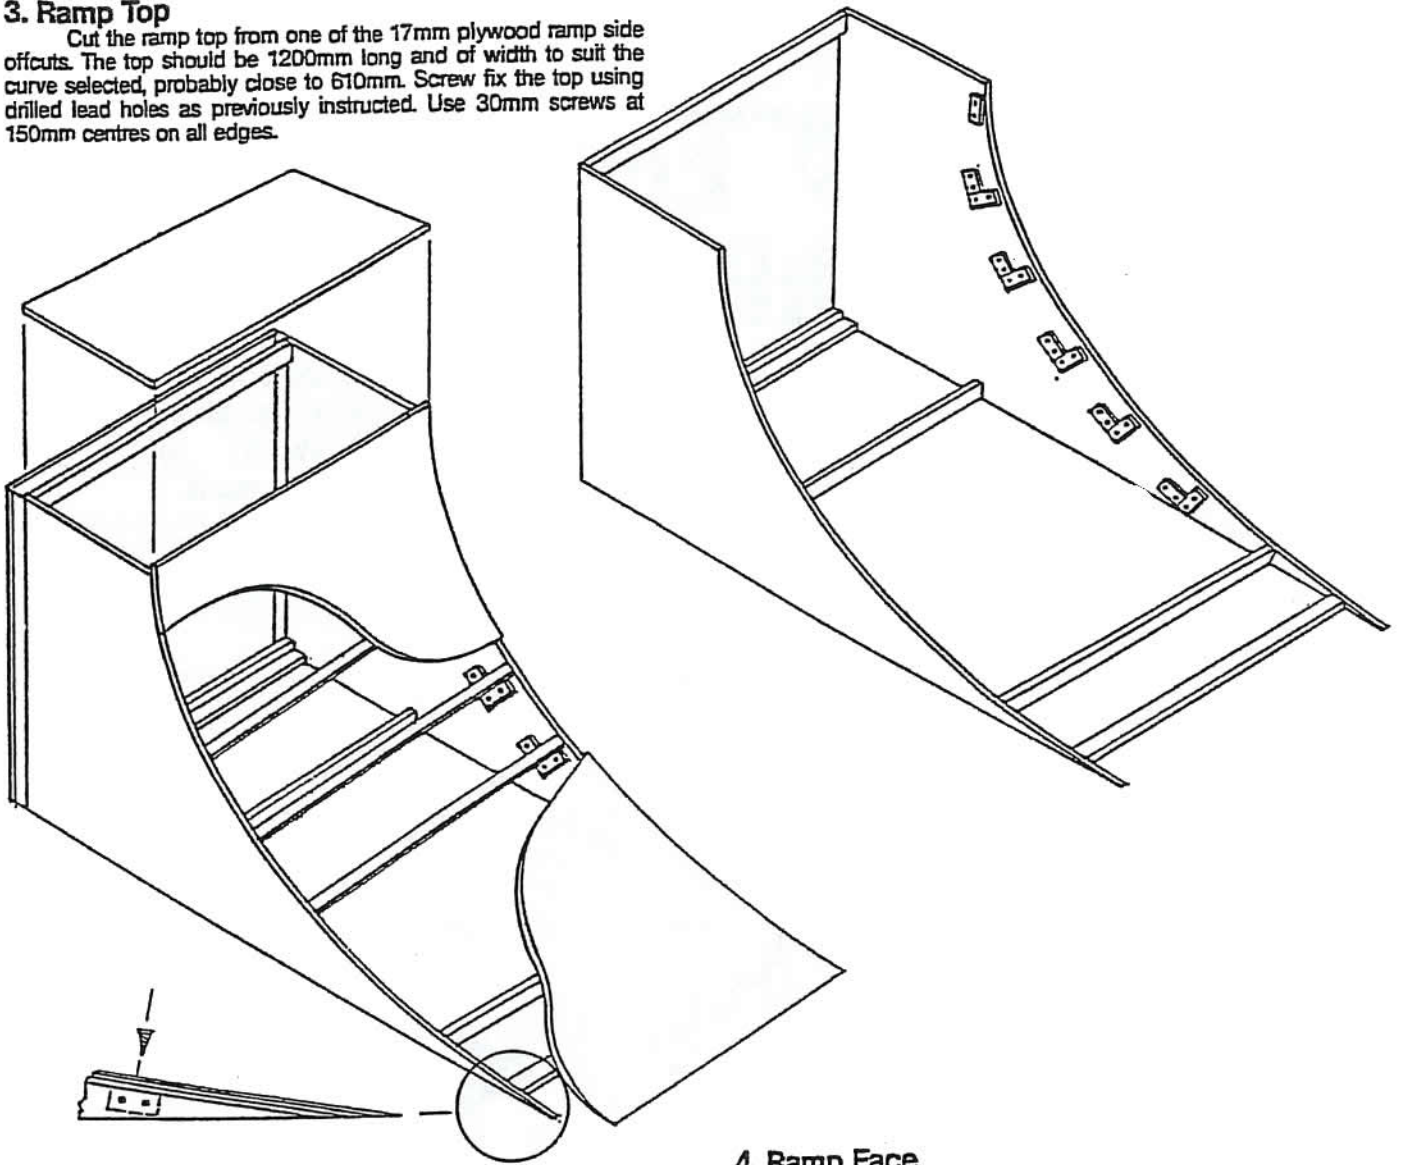 3. Ramp Top
Cut the ramp top from one of the 17mm plywood ramp side
offcuts. The top should be 1200mm long and of width to suit the
curve selected, probably close to 610mm. Screw fix the top using
drilled lead holes as previously instructed. Use 30mm screws at
150mm centres on all edges.
4. Ramp Face